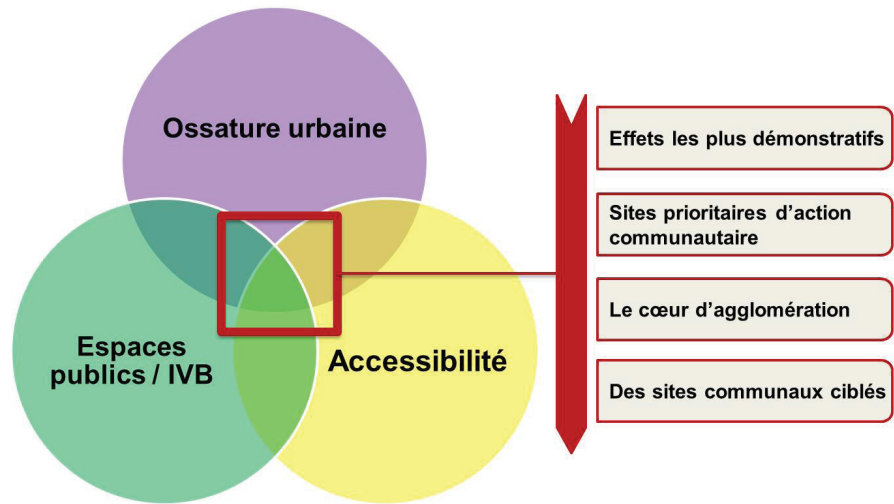 Ossature urbaine
Espaces
publics / IVB
Accessibilité
Effets les plus démonstratifs
Sites prioritaires d’action
communautaire
Le cœur d’agglomération
Des sites communaux ciblés